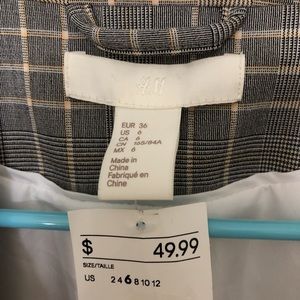 H&M
EUR 36
US 6
CA 6
CN 165/84A
MX 6
Made in
China
Fabriqué en
Chine
$ 49.99
SIZE/TAILLE
US 2 4 6 8 10 12